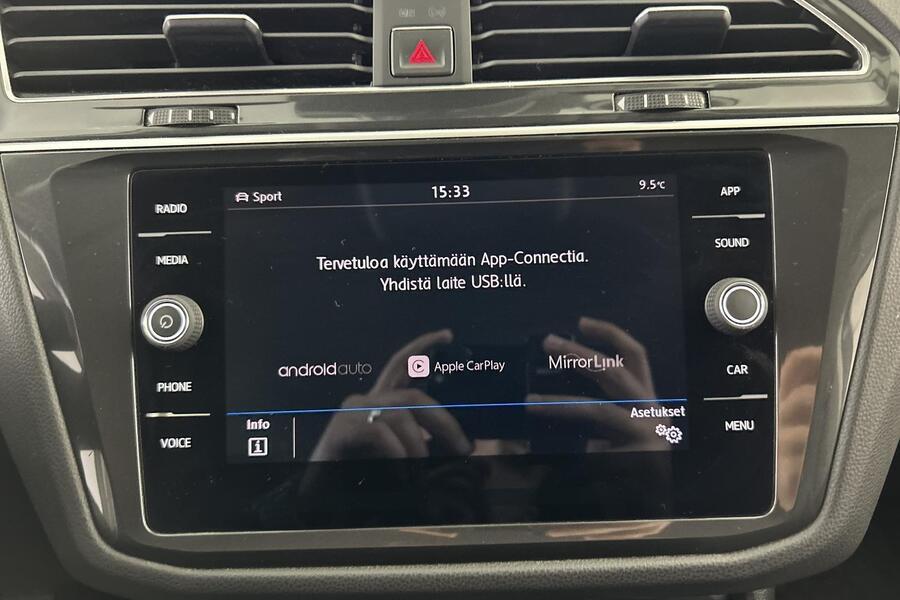 Sport 15:33 9.5°C
RADIO
MEDIA
PHONE
VOICE
Tervetuloa käyttämään App-Connectia.
Yhdistä laite USB:llä.
androidauto Apple CarPlay MirrorLink
Info Asetukset
APP
SOUND
CAR
MENU